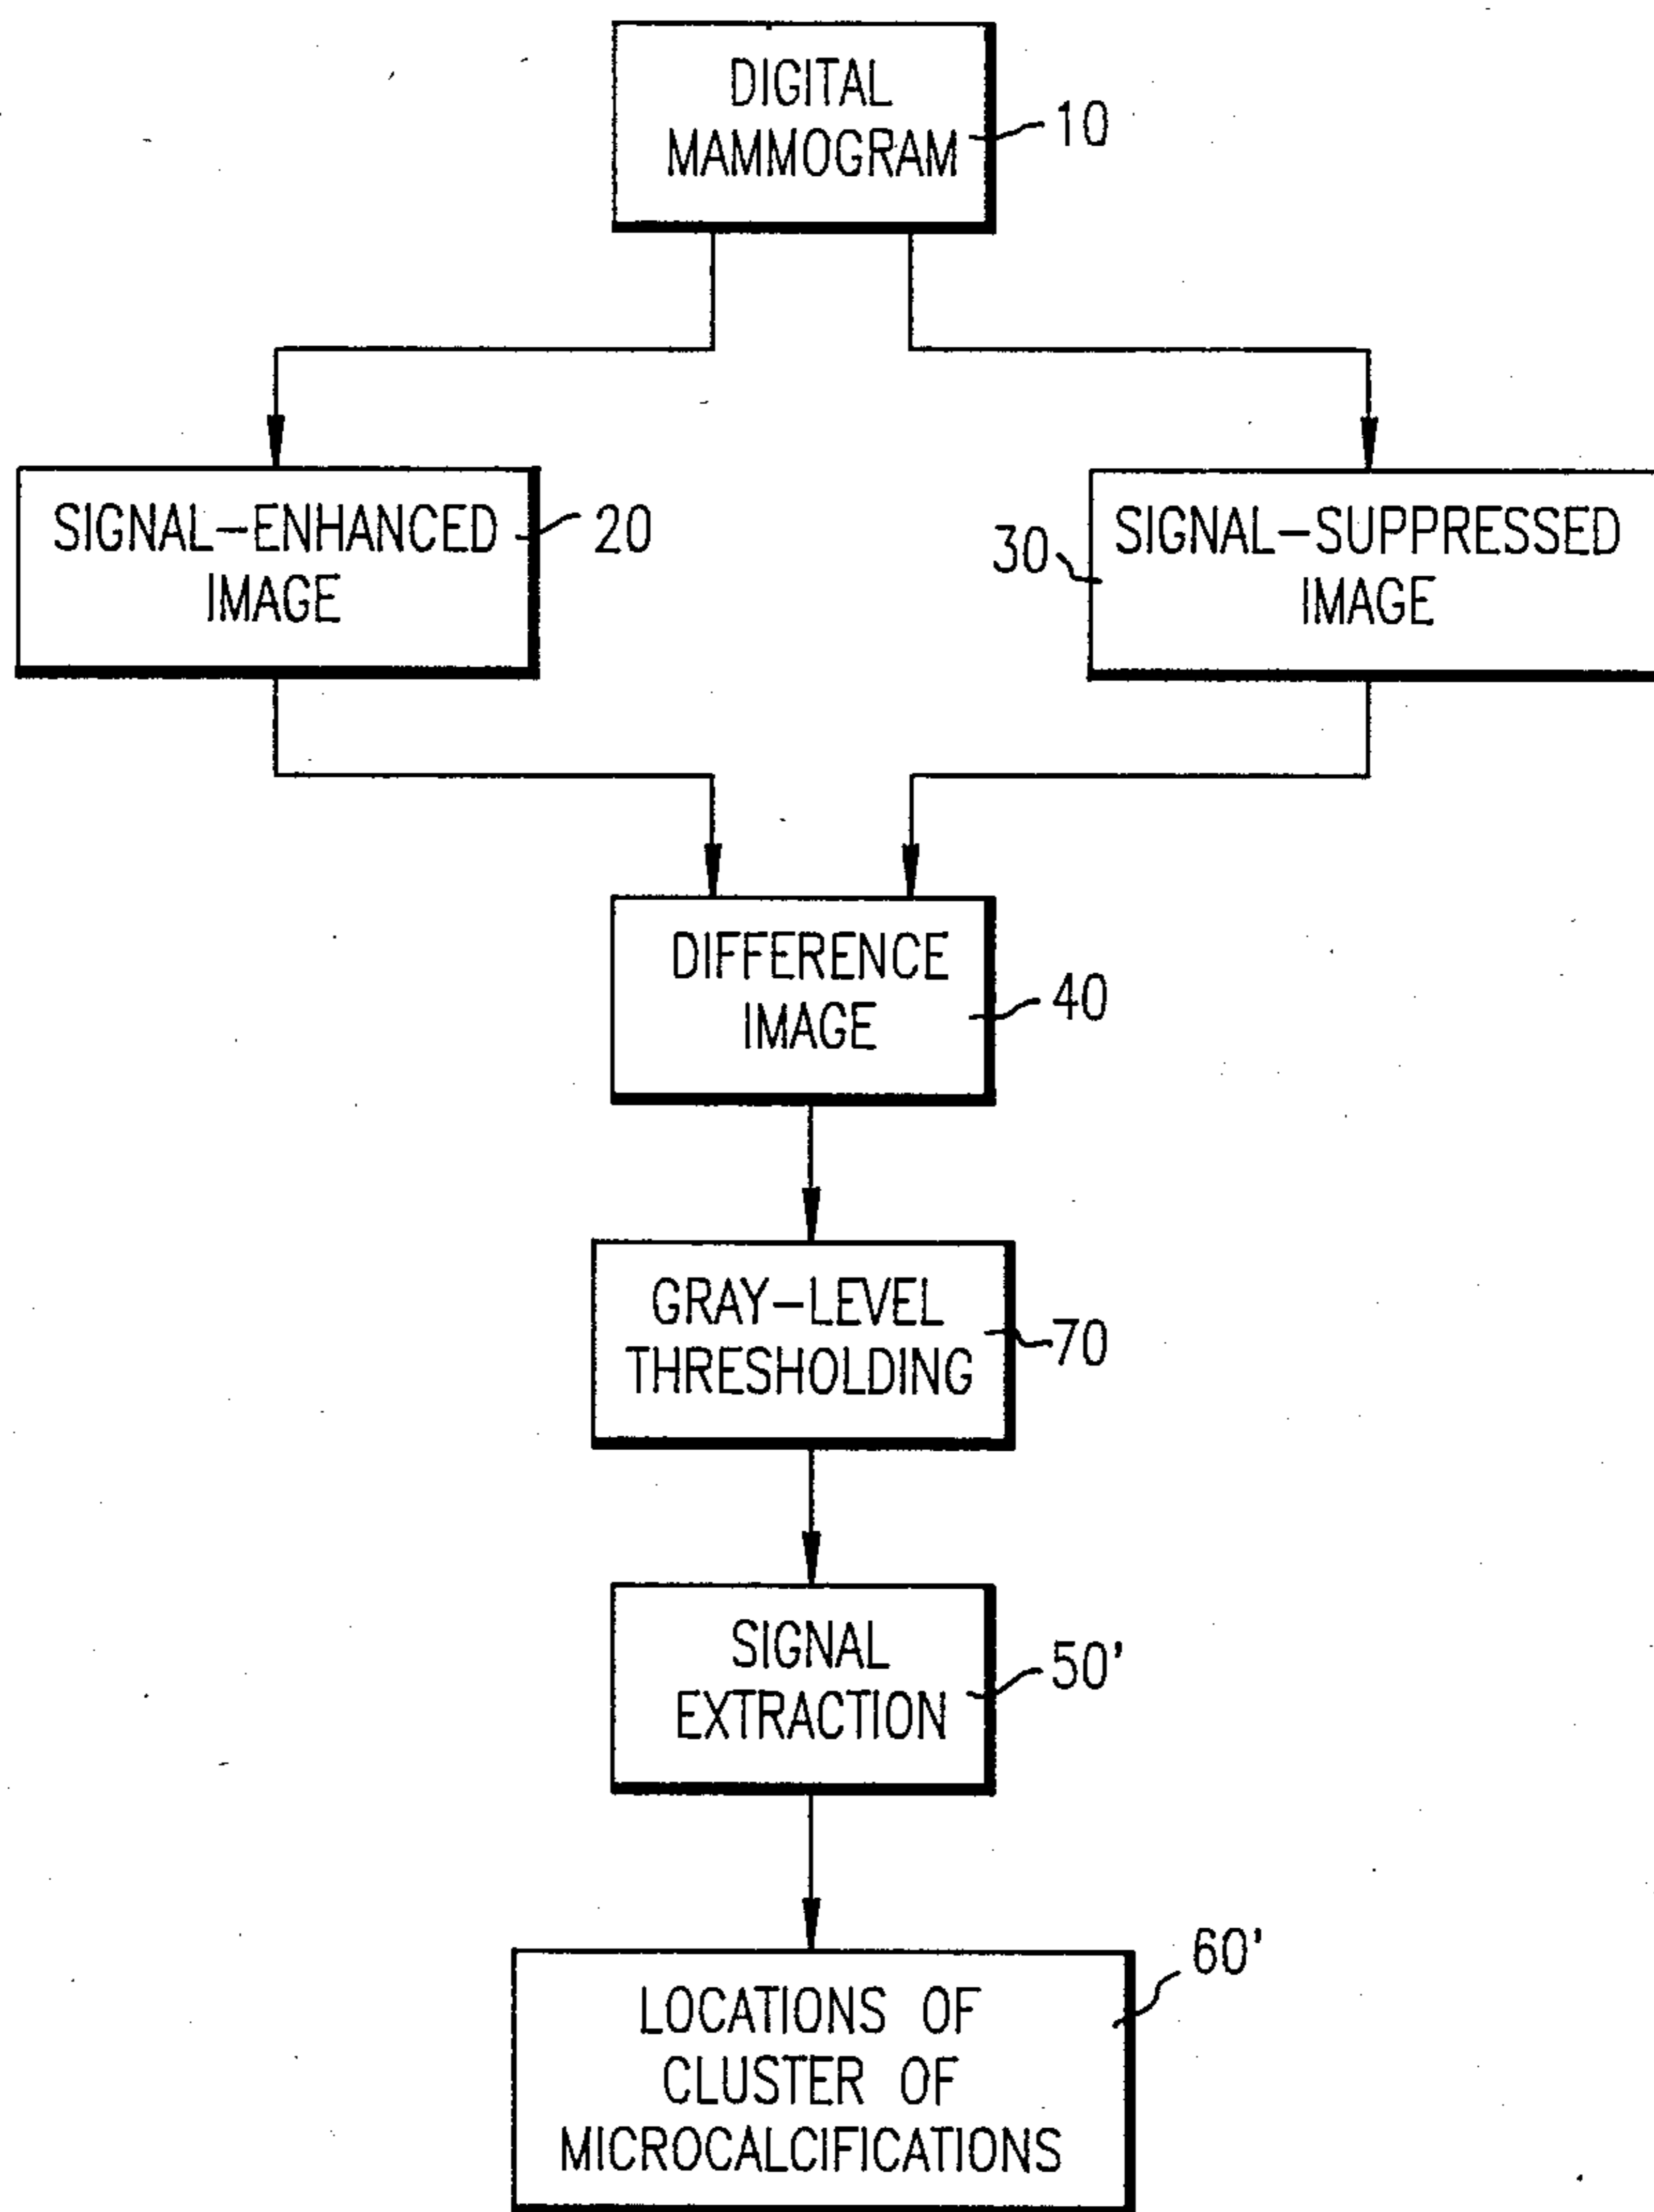 DIGITAL
MAMMOGRAM
10
SIGNAL-ENHANCED
IMAGE
20
30
SIGNAL-SUPPRESSED
IMAGE
DIFFERENCE
IMAGE
40
GRAY-LEVEL
THRESHOLDING
70
SIGNAL
EXTRACTION
50'
60'
LOCATIONS OF
CLUSTER OF
MICROCALCIFICATIONS